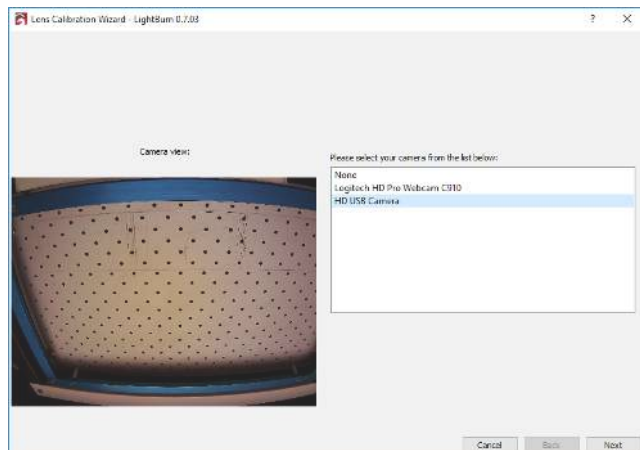 Lens Calibration Wizard - LightBurn 0.7.03
Camera view:
Please select your camera from the list below:
None
Logitech HD Pro Webcam C910
HD USB Camera
Cancel
Back
Next